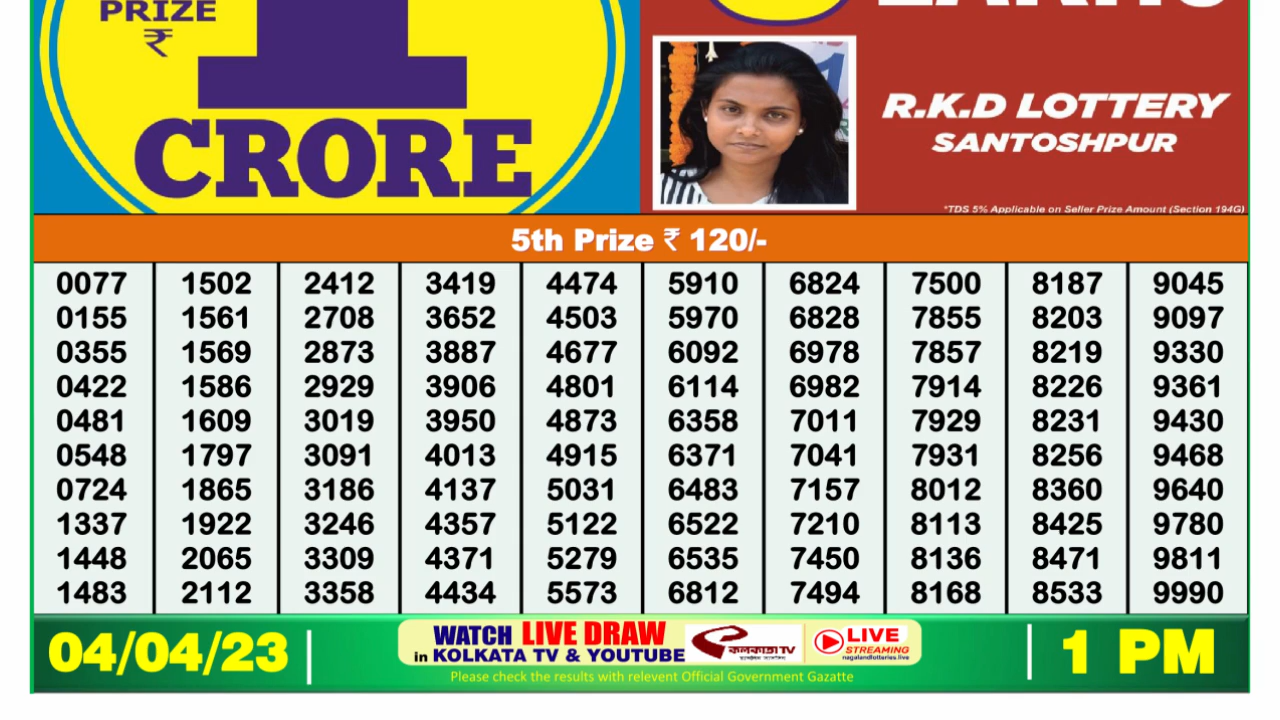 PRIZE
₹
1
CRORE
LAKHS
R.K.D LOTTERY
SANTOSHPUR
*TDS 5% Applicable on Seller Prize Amount (Section 194G)
5th Prize ₹ 120/-
0077 1502 2412 3419 4474 5910 6824 7500 8187 9045
0155 1561 2708 3652 4503 5970 6828 7855 8203 9097
0355 1569 2873 3887 4677 6092 6978 7857 8219 9330
0422 1586 2929 3906 4801 6114 6982 7914 8226 9361
0481 1609 3019 3950 4873 6358 7011 7929 8231 9430
0548 1797 3091 4013 4915 6371 7041 7931 8256 9468
0724 1865 3186 4137 5031 6483 7157 8012 8360 9640
1337 1922 3246 4357 5122 6522 7210 8113 8425 9780
1448 2065 3309 4371 5279 6535 7450 8136 8471 9811
1483 2112 3358 4434 5573 6812 7494 8168 8533 9990
04/04/23
WATCH LIVE DRAW
in KOLKATA TV & YOUTUBE
কলকাতা TV
LIVE
STREAMING
nagalandlotteries.live
Please check the results with relevent Official Government Gazatte
1 PM